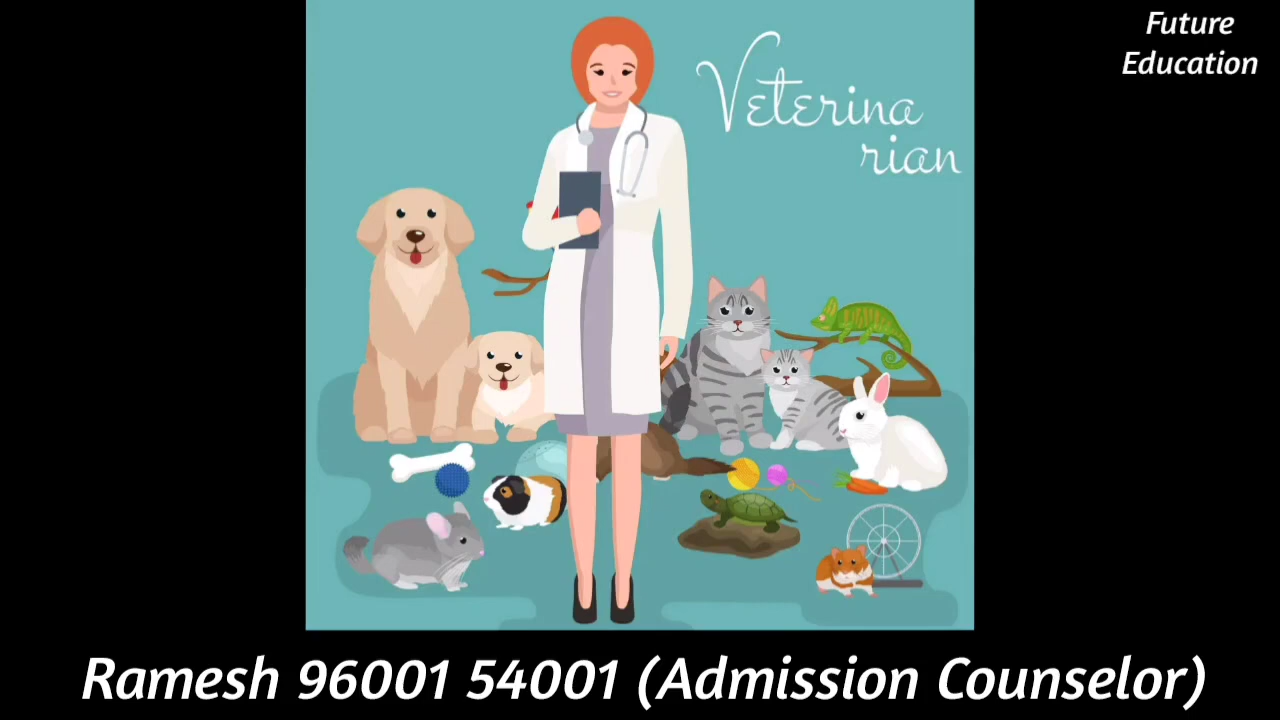 Future
Education
Veterina
rian
Ramesh 96001 54001 (Admission Counselor)